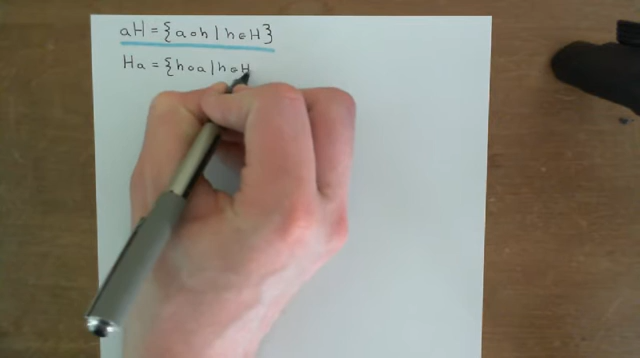 aH = {a∘h | h ∈ H}
Ha = {h∘a | h ∈ H